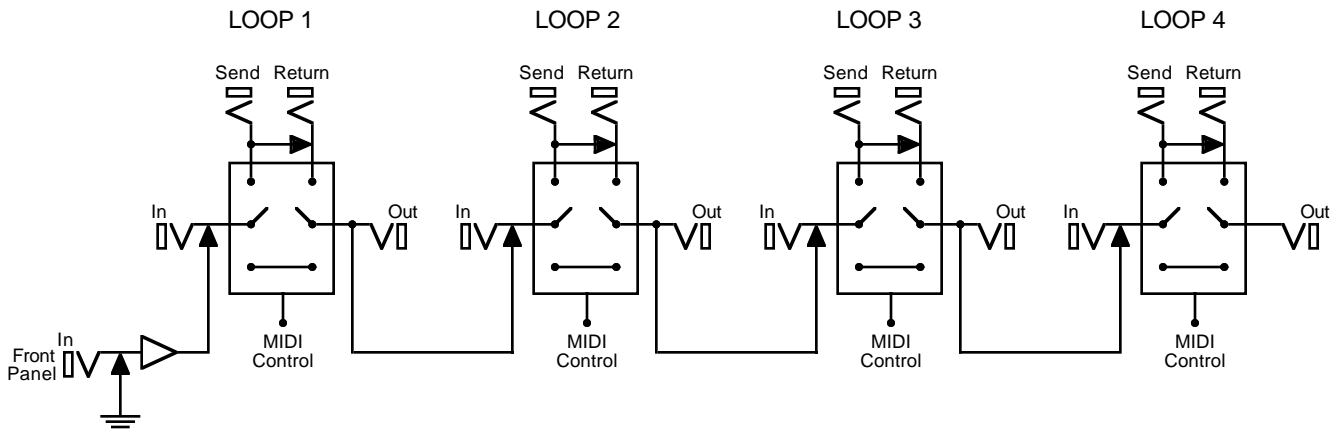 LOOP 1
LOOP 2
LOOP 3
LOOP 4
Send Return
Send Return
Send Return
Send Return
In
Out
In
Out
In
Out
In
Out
MIDI
Control
MIDI
Control
MIDI
Control
MIDI
Control
In
Front
Panel